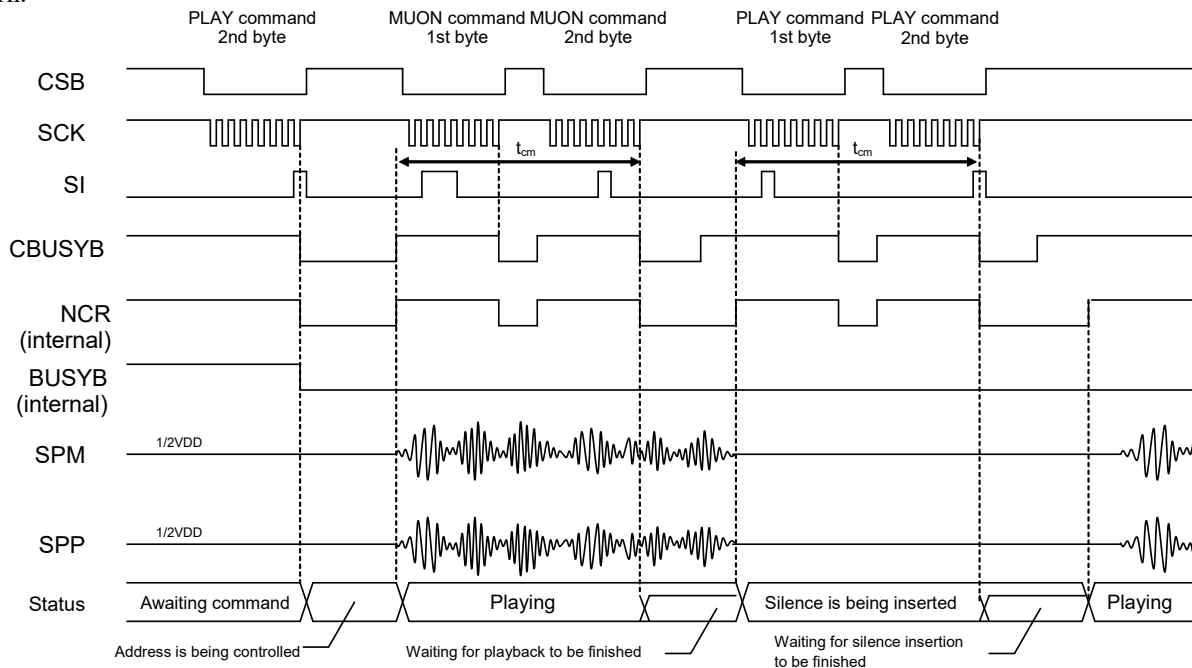 PLAY command MUON command MUON command PLAY command PLAY command
2nd byte 1st byte 2nd byte 1st byte 2nd byte
CSB
SCK
tcm tcm
SI
CBUSYB
NCR
(internal)
BUSYB
(internal)
1/2VDD
SPM
1/2VDD
SPP
Status Awaiting command Playing Silence is being inserted Playing
Address is being controlled Waiting for playback to be finished Waiting for silence insertion
to be finished